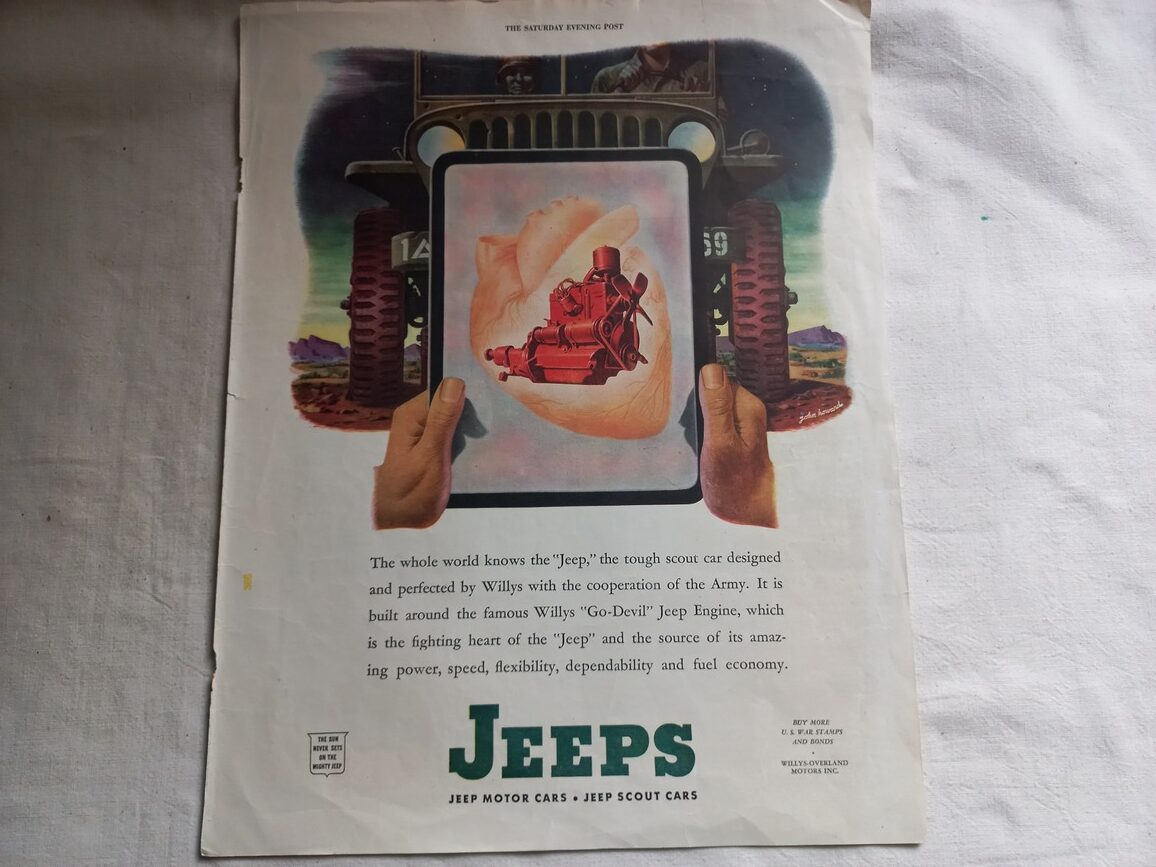 THE SATURDAY EVENING POST
1A
59
John Howard
The whole world knows the "Jeep," the tough scout car designed
and perfected by Willys with the cooperation of the Army. It is
built around the famous Willys "Go-Devil" Jeep Engine, which
is the fighting heart of the "Jeep" and the source of its amaz-
ing power, speed, flexibility, dependability and fuel economy.
THE SUN
NEVER SETS
ON THE
MIGHTY JEEP
JEEPS
JEEP MOTOR CARS • JEEP SCOUT CARS
BUY MORE
U. S. WAR STAMPS
AND BONDS
•
WILLYS-OVERLAND
MOTORS INC.